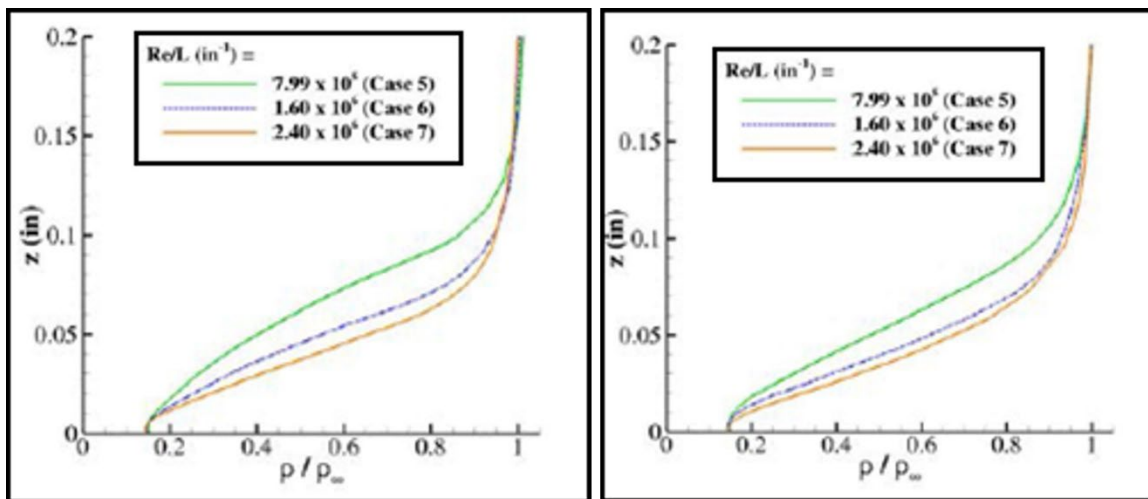 0.2
0.15
0.1
0.05
0
z (in)
Re/L (in⁻¹) =
7.99 x 10⁵ (Case 5)
1.60 x 10⁶ (Case 6)
2.40 x 10⁶ (Case 7)
0 0.2 0.4 0.6 0.8 1
ρ / ρ∞
0.2
0.15
0.1
0.05
0
z (in)
Re/L (in⁻¹) =
7.99 x 10⁵ (Case 5)
1.60 x 10⁶ (Case 6)
2.40 x 10⁶ (Case 7)
0 0.2 0.4 0.6 0.8 1
ρ / ρ∞